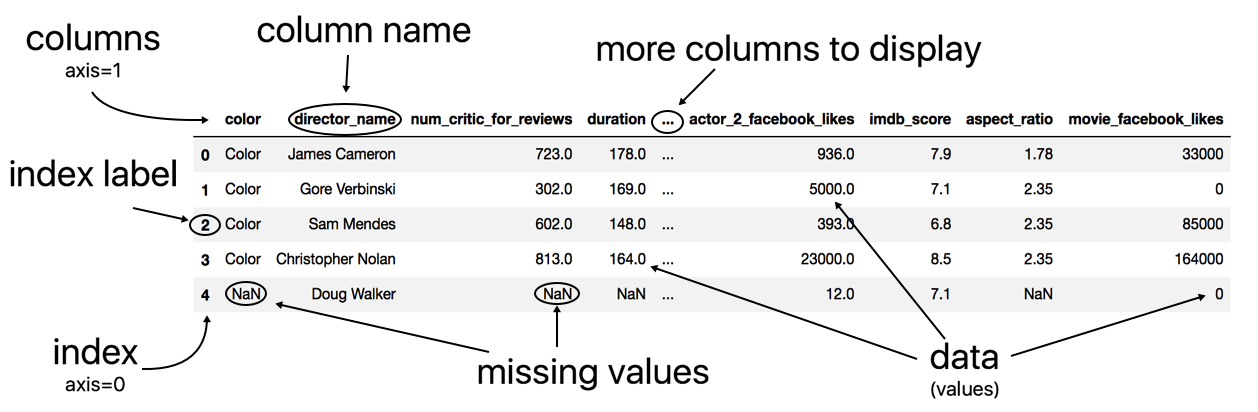 columns
axis=1
column name
more columns to display
color director_name num_critic_for_reviews duration ... actor_2_facebook_likes imdb_score aspect_ratio movie_facebook_likes
0 Color James Cameron 723.0 178.0 ... 936.0 7.9 1.78 33000
index label
1 Color Gore Verbinski 302.0 169.0 ... 5000.0 7.1 2.35 0
2 Color Sam Mendes 602.0 148.0 ... 393.0 6.8 2.35 85000
3 Color Christopher Nolan 813.0 164.0 ... 23000.0 8.5 2.35 164000
4 NaN Doug Walker NaN NaN ... 12.0 7.1 NaN 0
index
axis=0
missing values
data
(values)